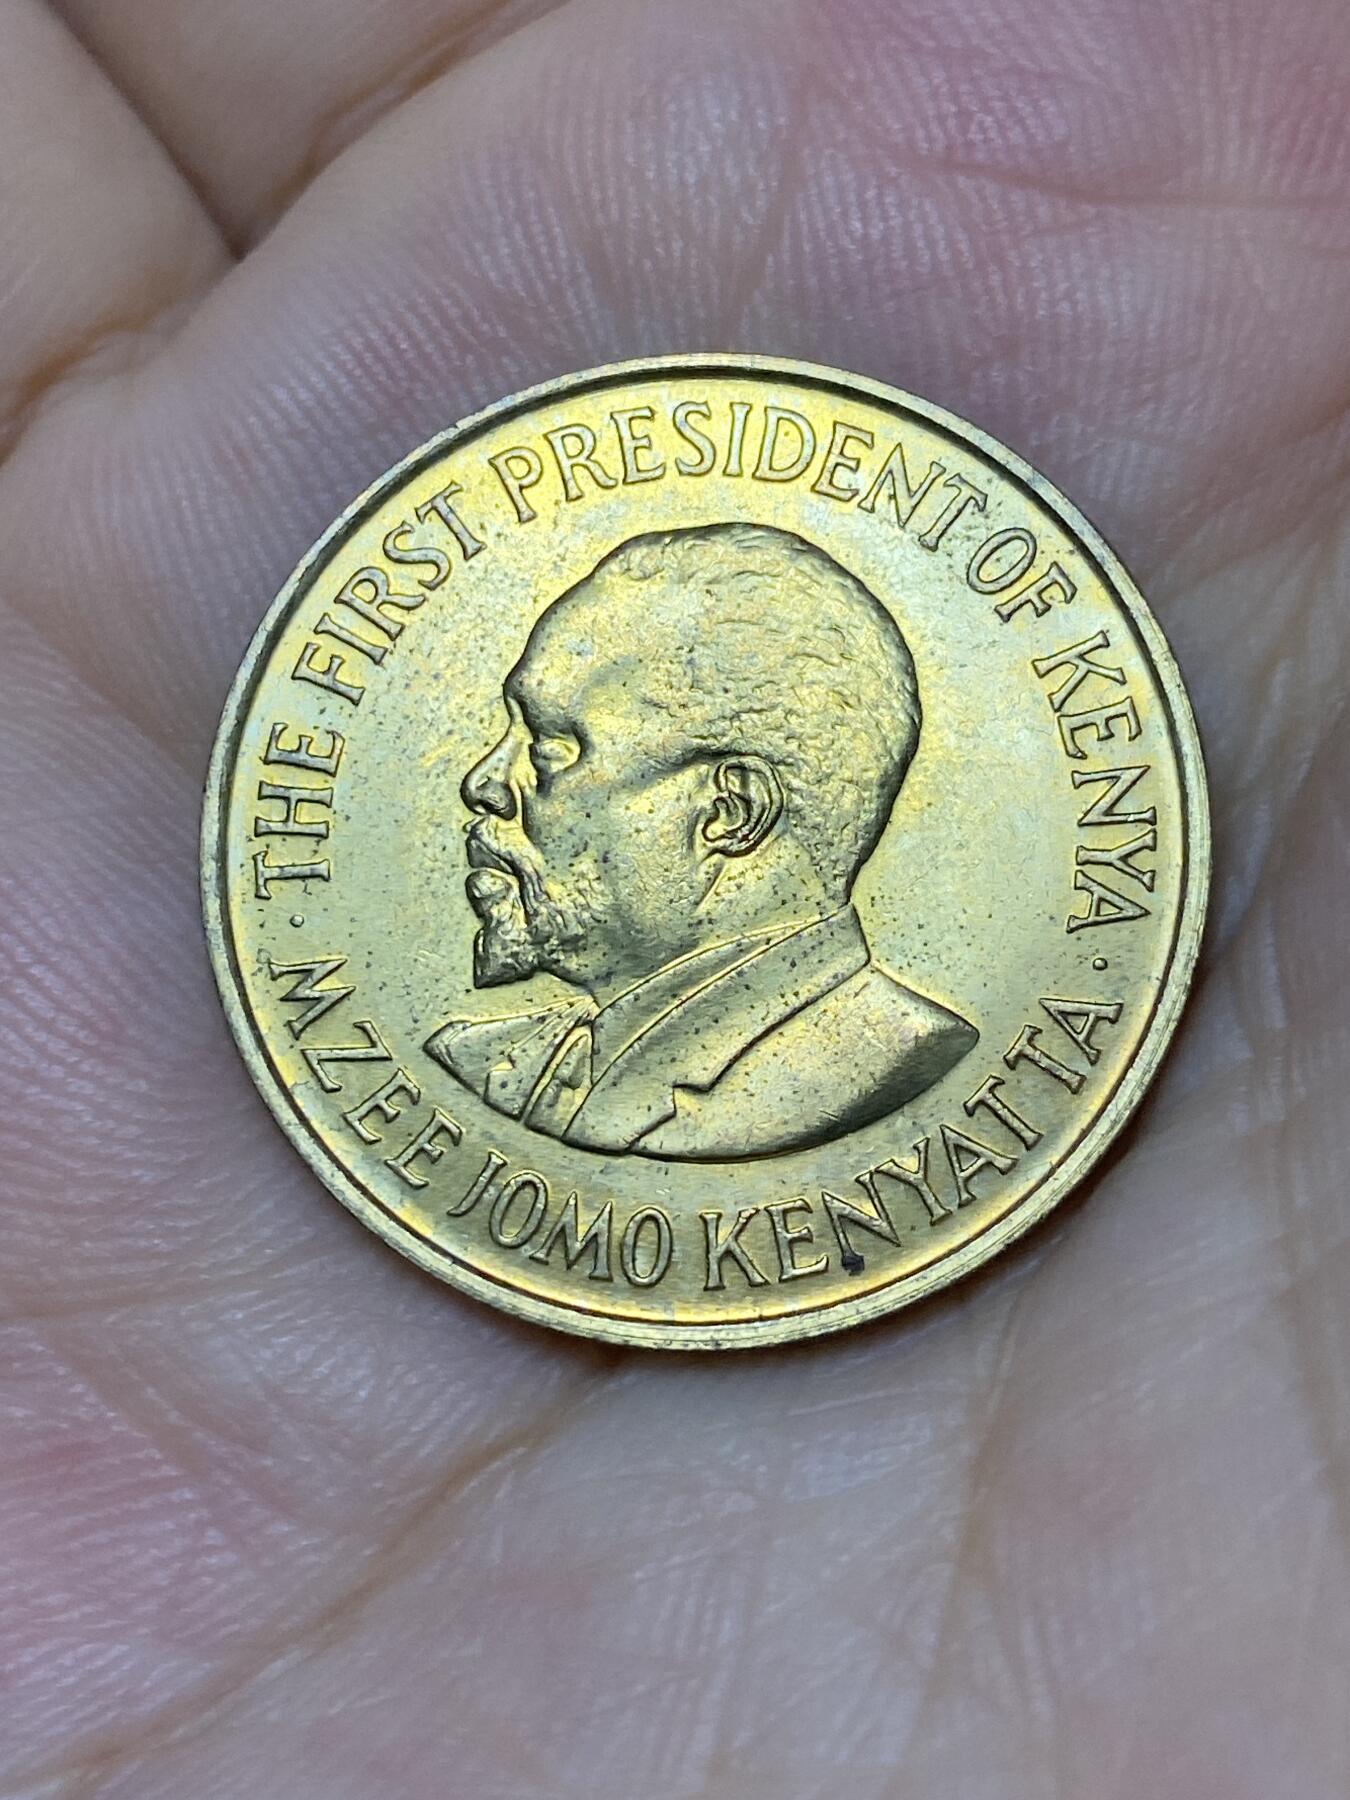 · THE FIRST PRESIDENT OF KENYA ·
MZEE JOMO KENYATTA